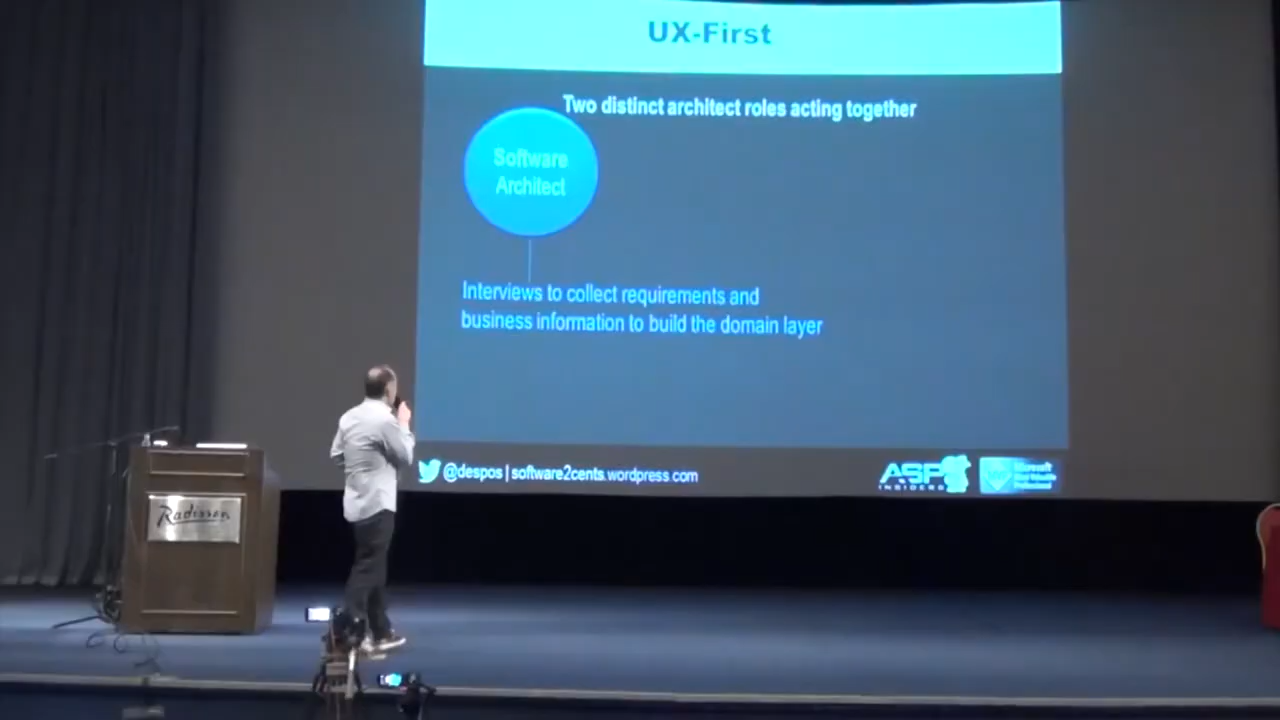 UX-First
Two distinct architect roles acting together
Software
Architect
Interviews to collect requirements and
business information to build the domain layer
@despos | software2cents.wordpress.com
ASP
INSIDERS
Microsoft
Radisson